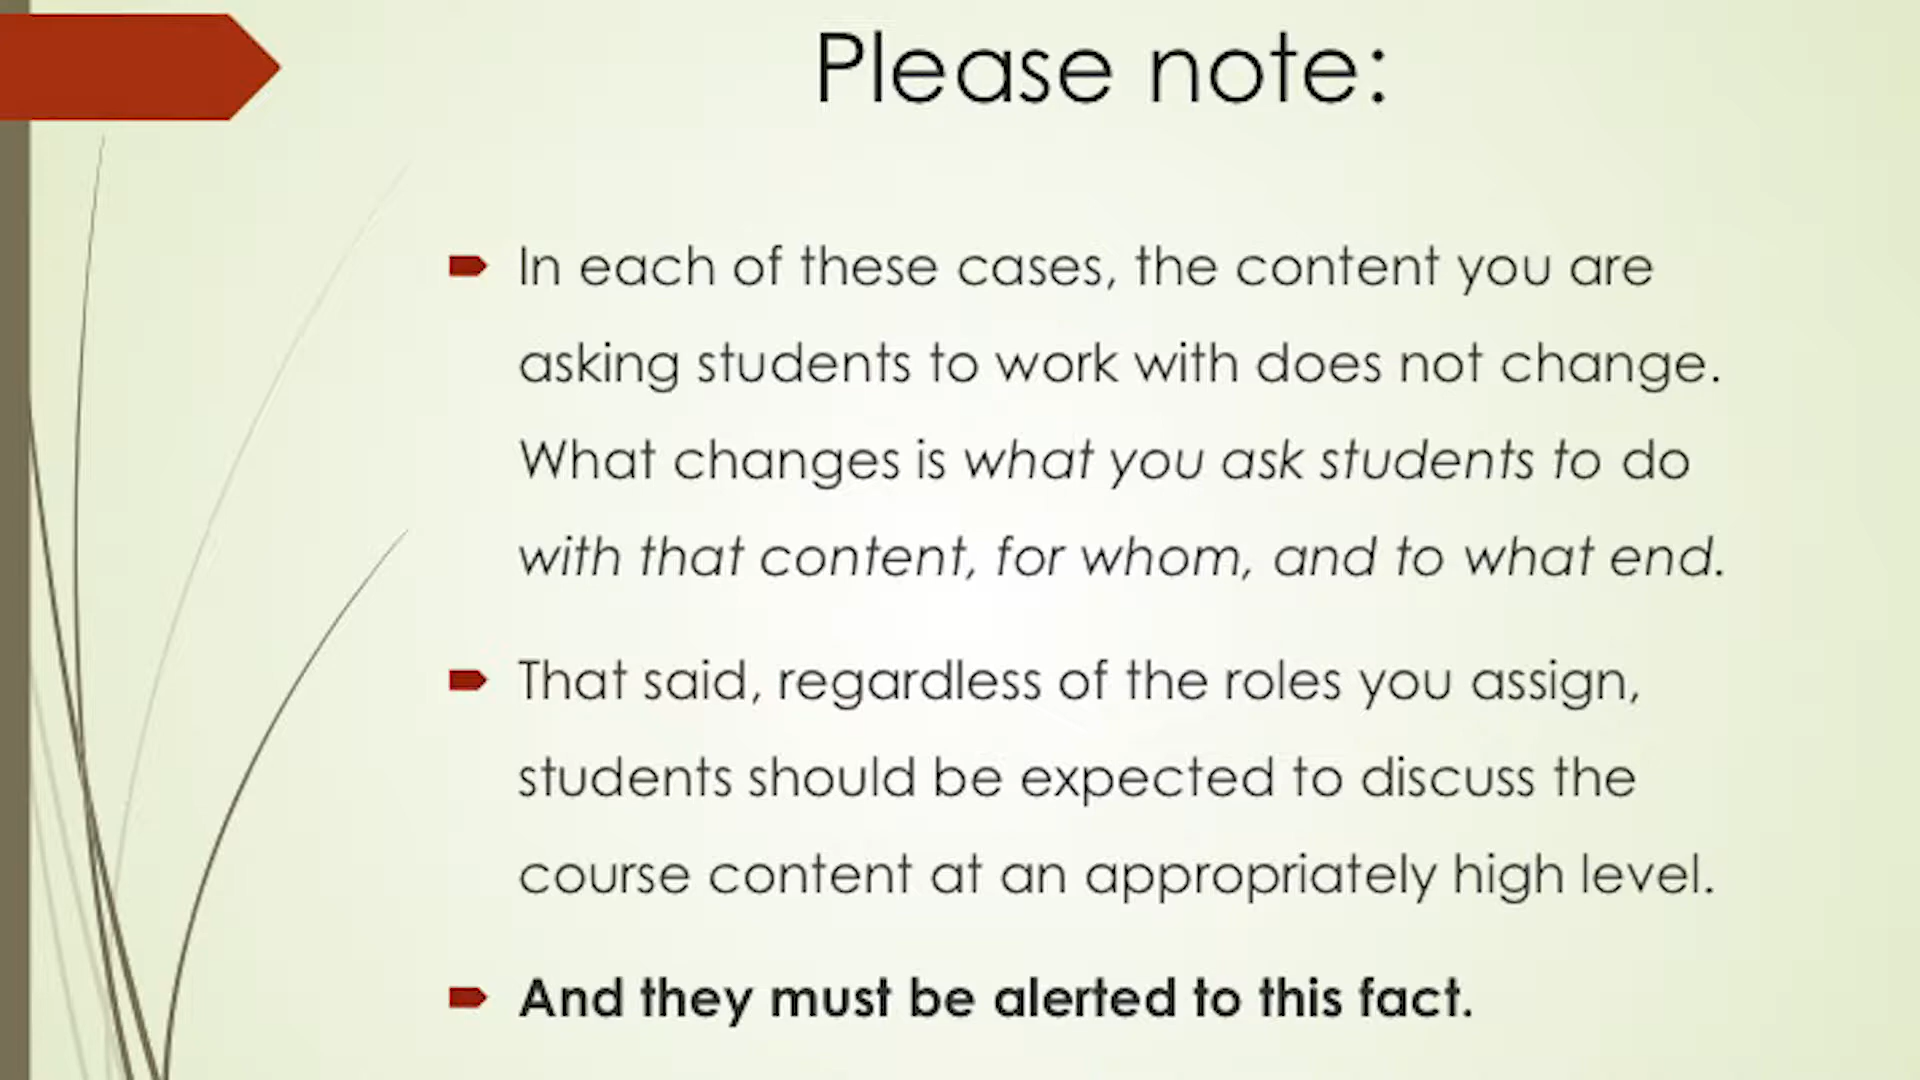 Please note:
In each of these cases, the content you are
asking students to work with does not change.
What changes is what you ask students to do
with that content, for whom, and to what end.
That said, regardless of the roles you assign,
students should be expected to discuss the
course content at an appropriately high level.
And they must be alerted to this fact.